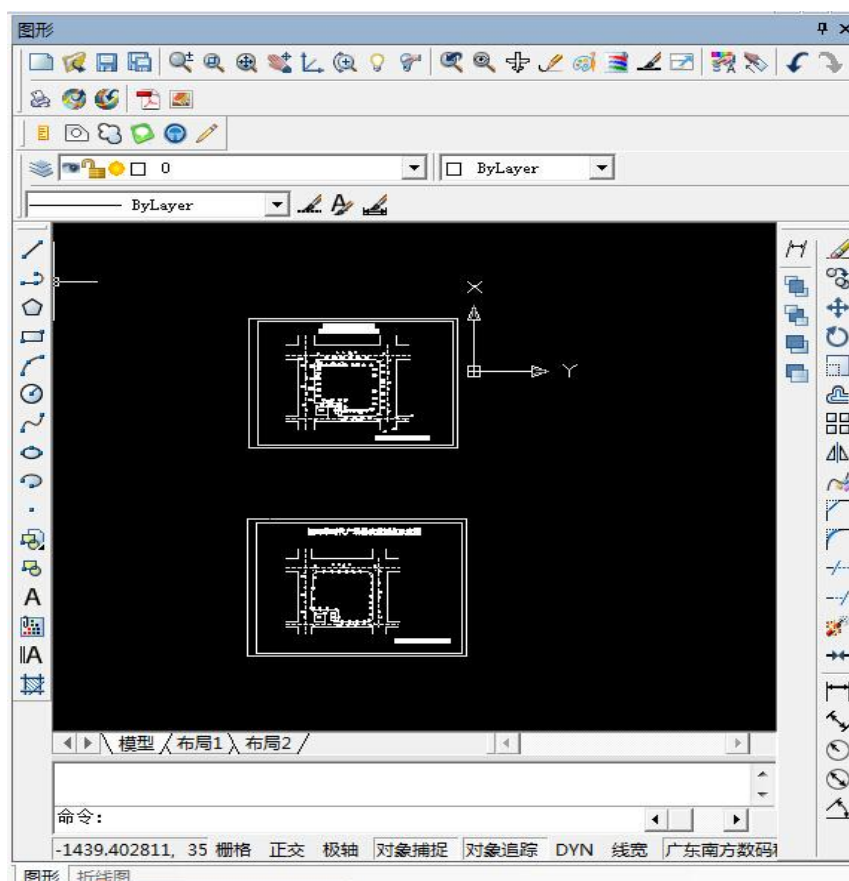 图形
0
ByLayer
ByLayer
X
Y
A
A
模型 布局1 布局2
命令:
-1439.402811, 35 栅格 正交 极轴 对象捕捉 对象追踪 DYN 线宽 广东南方数码
图形 折线图